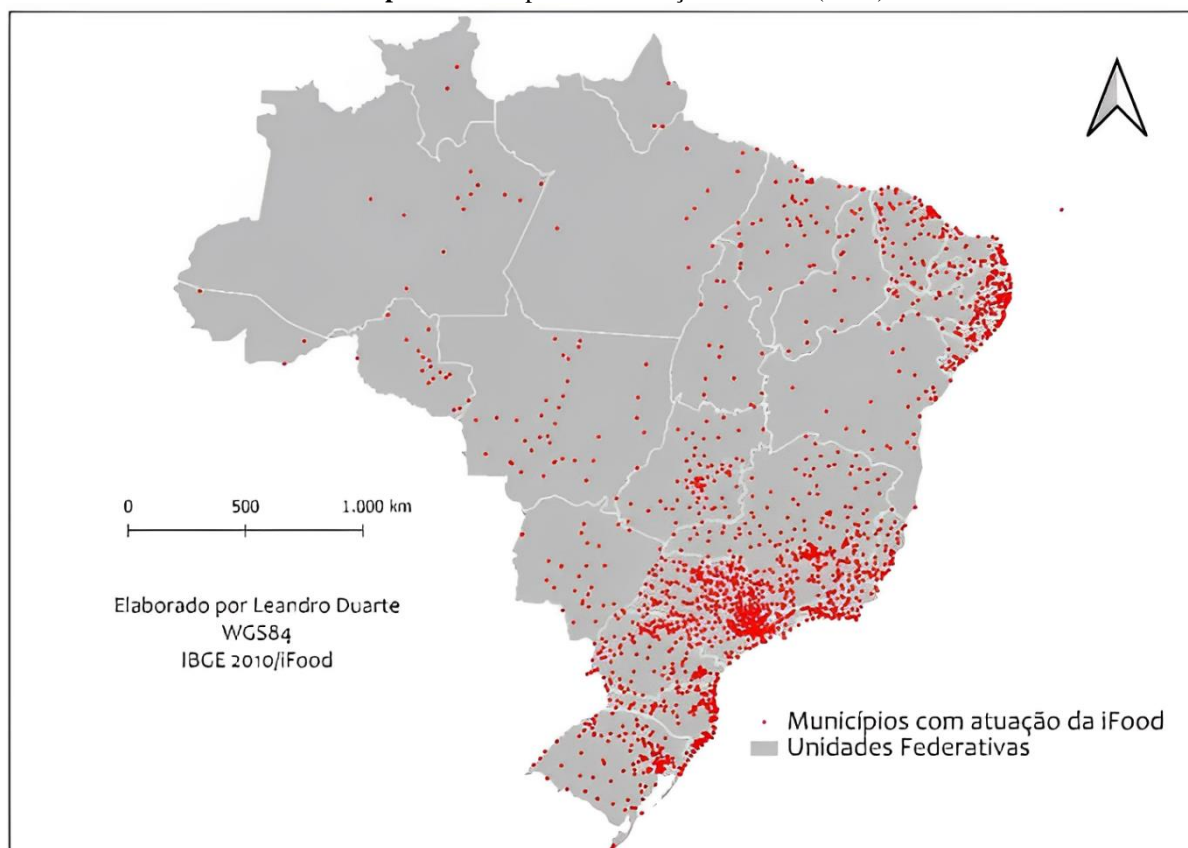 0 500 1.000 km
Elaborado por Leandro Duarte
WGS84
IBGE 2010/iFood
Municípios com atuação da iFood
Unidades Federativas